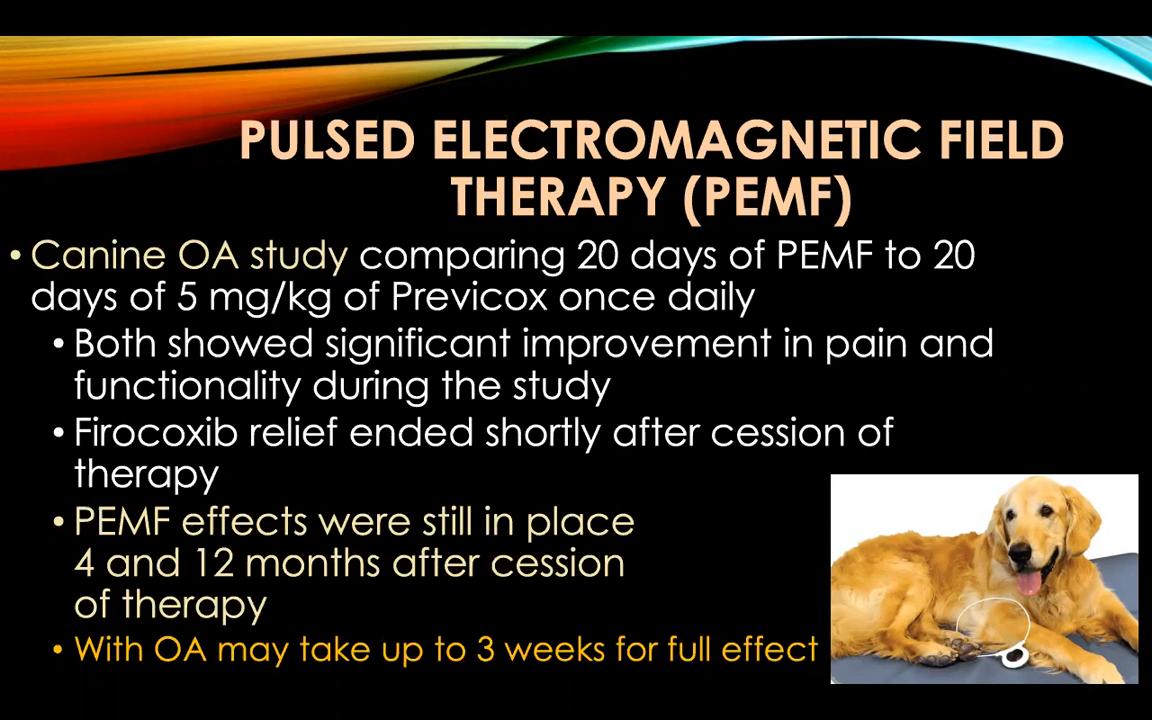 PULSED ELECTROMAGNETIC FIELD
THERAPY (PEMF)
• Canine OA study comparing 20 days of PEMF to 20
days of 5 mg/kg of Previcox once daily
• Both showed significant improvement in pain and
functionality during the study
• Firocoxib relief ended shortly after cession of
therapy
• PEMF effects were still in place
4 and 12 months after cession
of therapy
• With OA may take up to 3 weeks for full effect